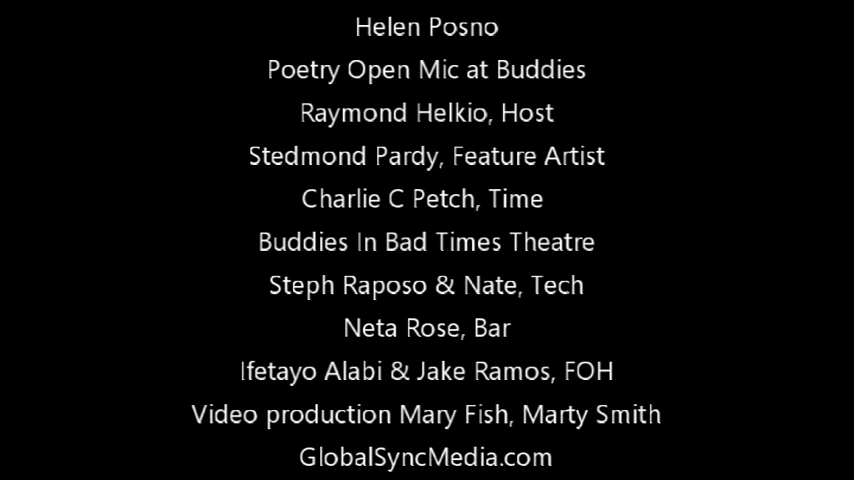 Helen Posno
Poetry Open Mic at Buddies
Raymond Helkio, Host
Stedmond Pardy, Feature Artist
Charlie C Petch, Time
Buddies In Bad Times Theatre
Steph Raposo & Nate, Tech
Neta Rose, Bar
Ifetayo Alabi & Jake Ramos, FOH
Video production Mary Fish, Marty Smith
GlobalSyncMedia.com